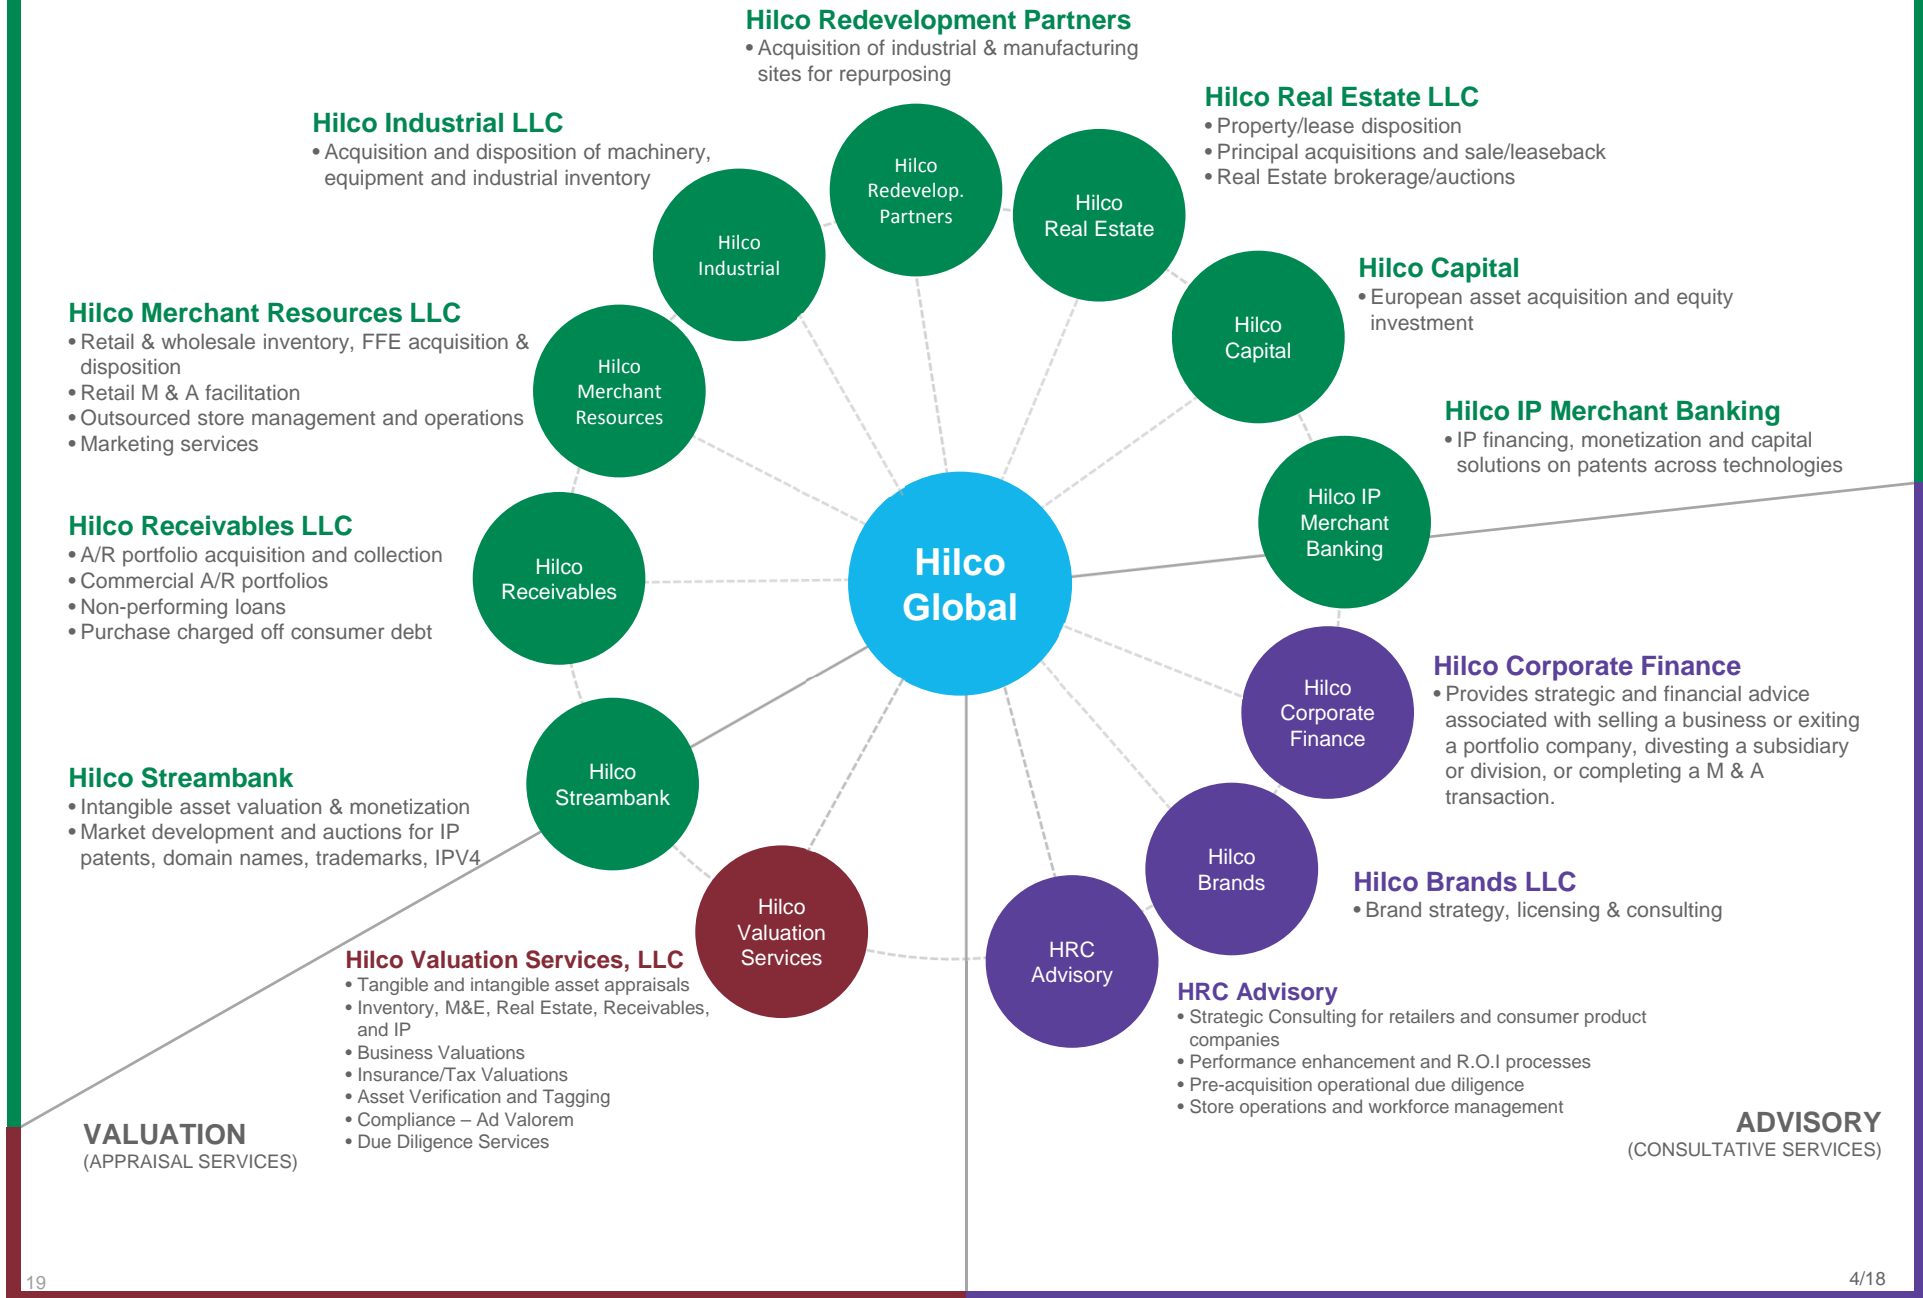 Hilco Redevelopment Partners
• Acquisition of industrial & manufacturing
sites for repurposing
Hilco Real Estate LLC
• Property/lease disposition
• Principal acquisitions and sale/leaseback
• Real Estate brokerage/auctions
Hilco Industrial LLC
• Acquisition and disposition of machinery,
equipment and industrial inventory
Hilco
Redevelop.
Partners
Hilco
Real Estate
Hilco
Industrial
Hilco Capital
• European asset acquisition and equity
investment
Hilco
Capital
Hilco Merchant Resources LLC
• Retail & wholesale inventory, FFE acquisition &
disposition
• Retail M & A facilitation
• Outsourced store management and operations
• Marketing services
Hilco
Merchant
Resources
Hilco IP Merchant Banking
• IP financing, monetization and capital
solutions on patents across technologies
Hilco IP
Merchant
Banking
Hilco Receivables LLC
• A/R portfolio acquisition and collection
• Commercial A/R portfolios
• Non-performing loans
• Purchase charged off consumer debt
Hilco
Receivables
Hilco
Global
Hilco Corporate Finance
• Provides strategic and financial advice
associated with selling a business or exiting
a portfolio company, divesting a subsidiary
or division, or completing a M & A
transaction.
Hilco
Corporate
Finance
Hilco Streambank
• Intangible asset valuation & monetization
• Market development and auctions for IP
patents, domain names, trademarks, IPV4
Hilco
Streambank
Hilco
Brands
Hilco Brands LLC
• Brand strategy, licensing & consulting
Hilco
Valuation
Services
HRC
Advisory
Hilco Valuation Services, LLC
• Tangible and intangible asset appraisals
• Inventory, M&E, Real Estate, Receivables,
and IP
• Business Valuations
• Insurance/Tax Valuations
• Asset Verification and Tagging
• Compliance – Ad Valorem
• Due Diligence Services
HRC Advisory
• Strategic Consulting for retailers and consumer product
companies
• Performance enhancement and R.O.I processes
• Pre-acquisition operational due diligence
• Store operations and workforce management
VALUATION
(APPRAISAL SERVICES)
ADVISORY
(CONSULTATIVE SERVICES)
19
4/18